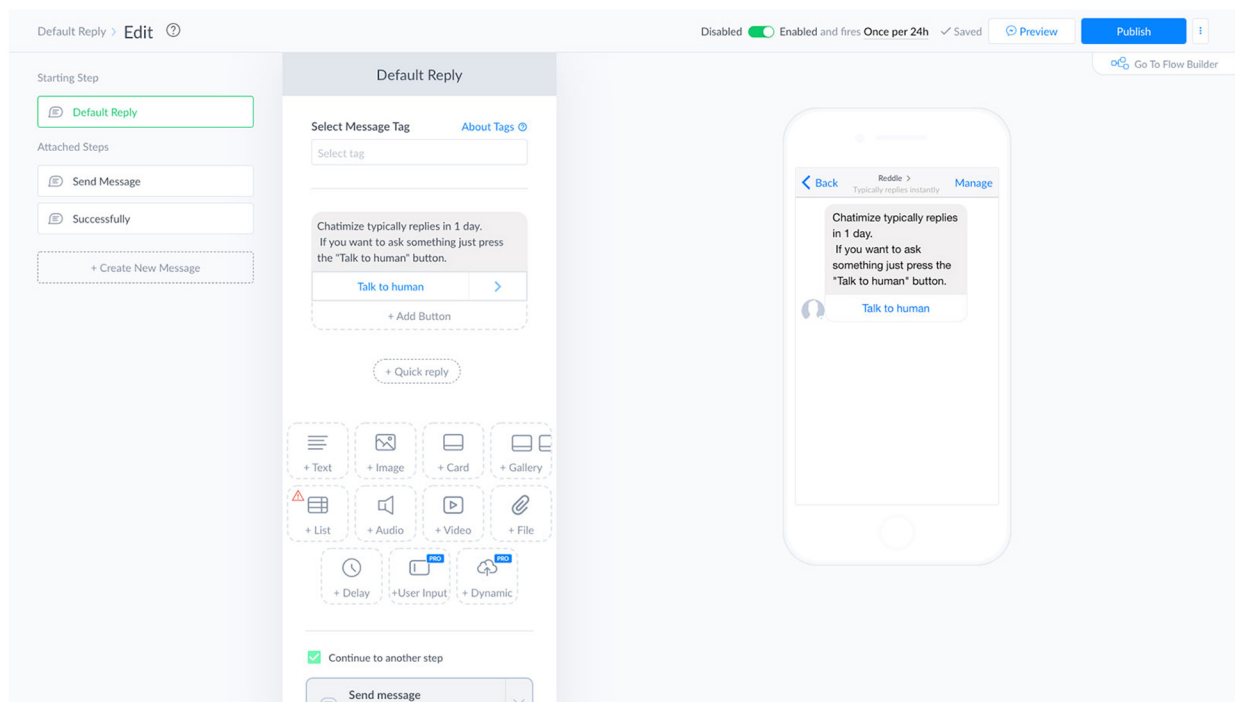 Default Reply > Edit ?
Disabled Enabled and fires Once per 24h ✓ Saved Preview Publish
Go To Flow Builder
Starting Step
Default Reply
Attached Steps
Send Message
Successfully
+ Create New Message
Default Reply
Select Message Tag About Tags ?
Select tag
Chatimize typically replies in 1 day.
If you want to ask something just press
the "Talk to human" button.
Talk to human >
+ Add Button
+ Quick reply
+ Text + Image + Card + Gallery
+ List + Audio + Video + File
PRO PRO
+ Delay +User Input + Dynamic
Continue to another step
Send message
Back Reddle > Manage
Typically replies instantly
Chatimize typically replies
in 1 day.
If you want to ask
something just press the
"Talk to human" button.
Talk to human